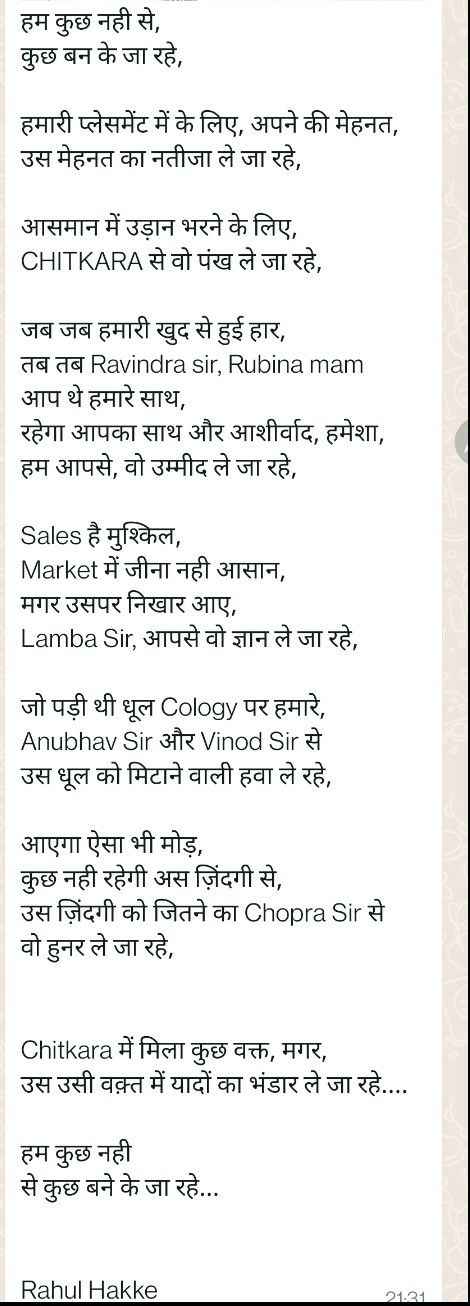 हम कुछ नही से,
कुछ बन के जा रहे,
हमारी प्लेसमेंट में के लिए, अपने की मेहनत,
उस मेहनत का नतीजा ले जा रहे,
आसमान में उड़ान भरने के लिए,
CHITKARA से वो पंख ले जा रहे,
जब जब हमारी खुद से हुई हार,
तब तब Ravindra sir, Rubina mam
आप थे हमारे साथ,
रहेगा आपका साथ और आशीर्वाद, हमेशा,
हम आपसे, वो उम्मीद ले जा रहे,
Sales है मुश्किल,
Market में जीना नही आसान,
मगर उसपर निखार आए,
Lamba Sir, आपसे वो ज्ञान ले जा रहे,
जो पड़ी थी धूल Cology पर हमारे,
Anubhav Sir और Vinod Sir से
उस धूल को मिटाने वाली हवा ले रहे,
आएगा ऐसा भी मोड़,
कुछ नही रहेगी अस ज़िंदगी से,
उस ज़िंदगी को जितने का Chopra Sir से
वो हुनर ले जा रहे,
Chitkara में मिला कुछ वक्त, मगर,
उस उसी वक़्त में यादों का भंडार ले जा रहे....
हम कुछ नही
से कुछ बने के जा रहे...
Rahul Hakke
21:31